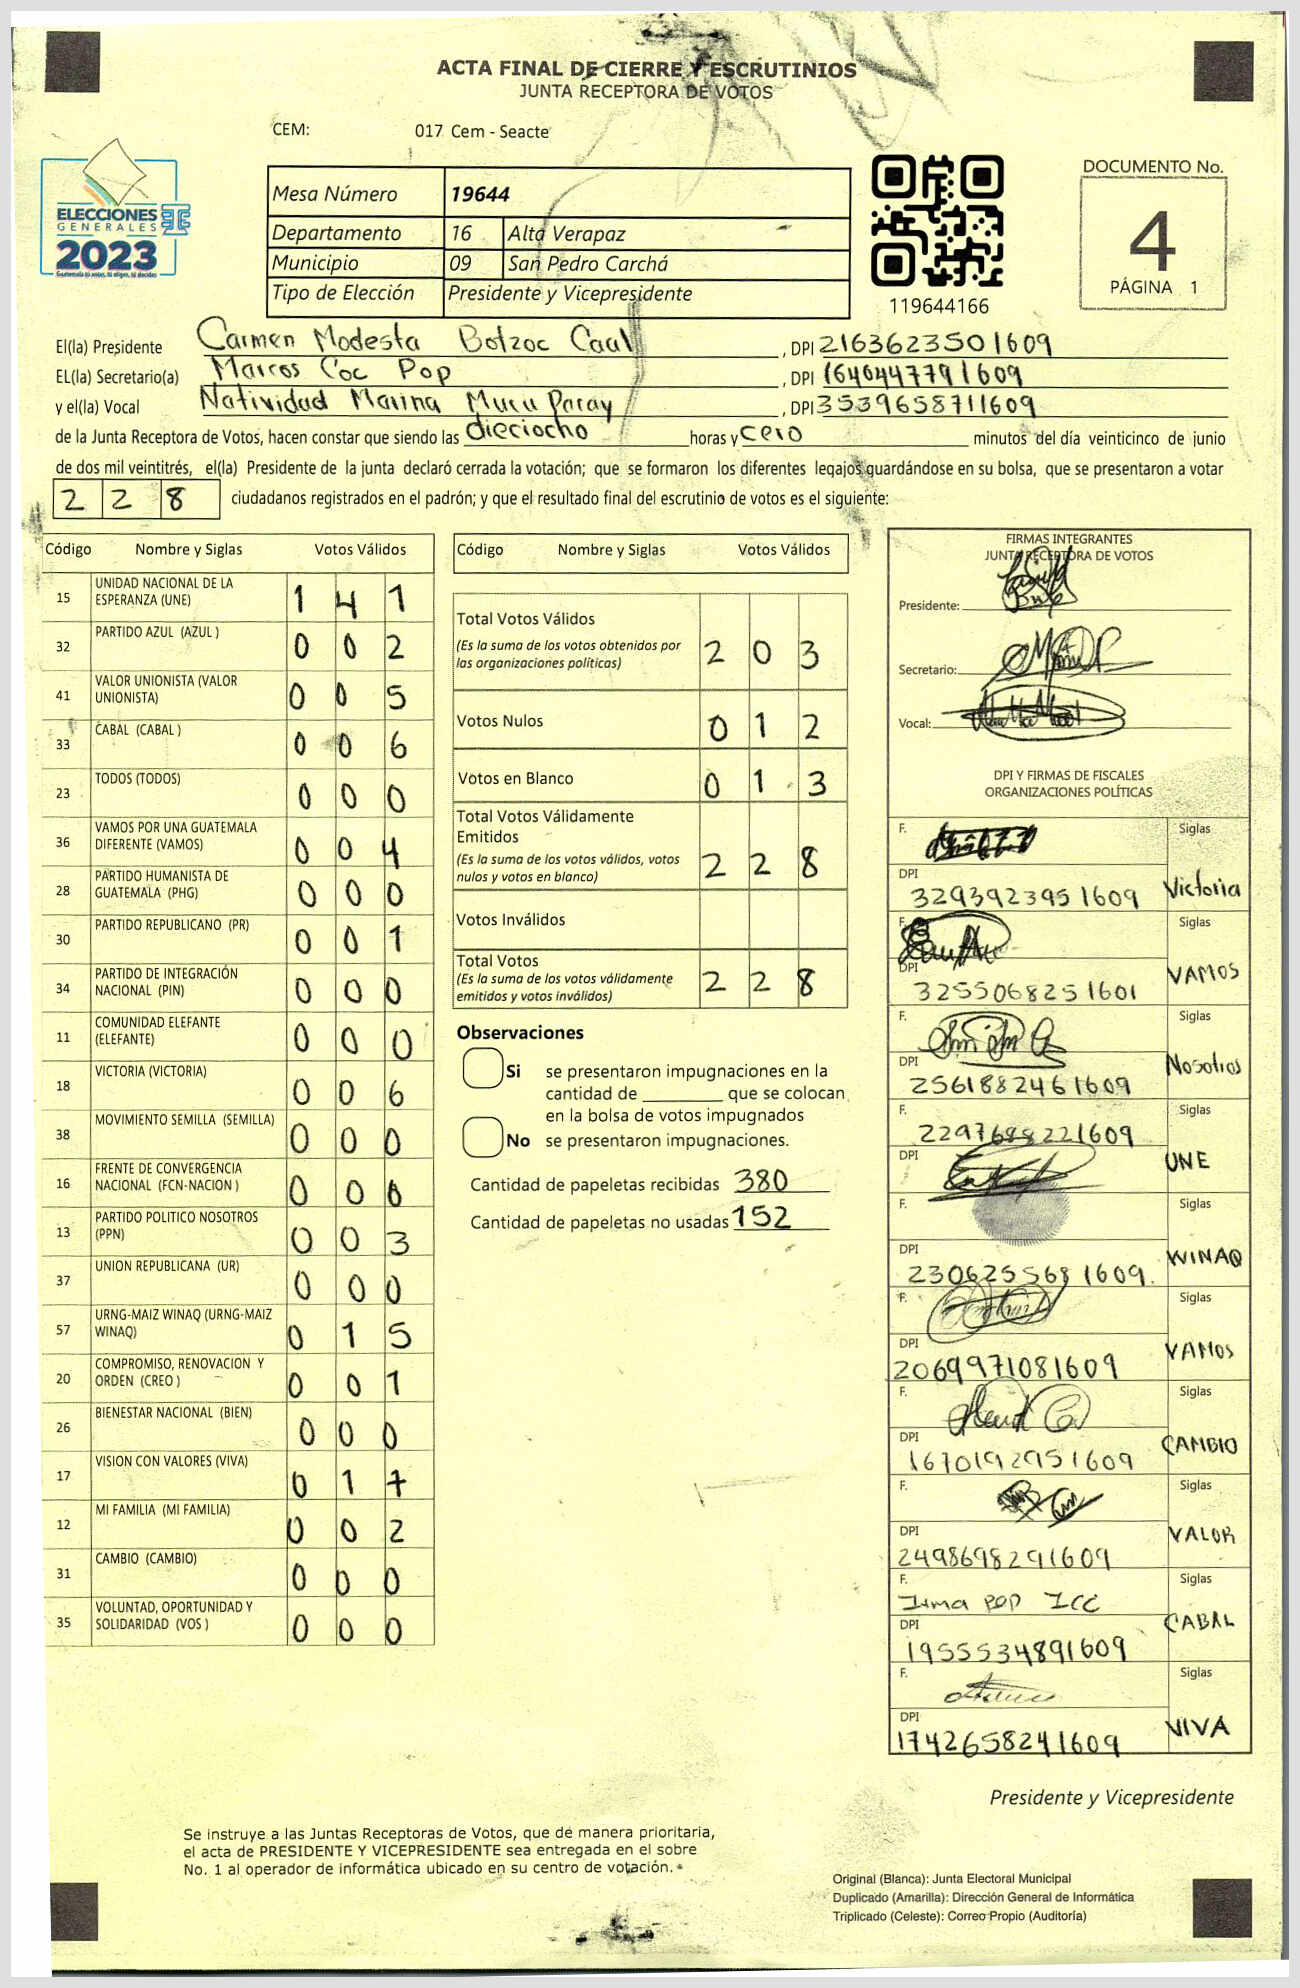 ACTA FINAL DE CIERRE Y ESCRUTINIOS
JUNTA RECEPTORA DE VOTOS
CEM: 017 Cem - Seacte
ELECCIONES
GENERALES
2023
Mesa Número 19644
Departamento 16 Alta Verapaz
Municipio 09 San Pedro Carchá
Tipo de Elección Presidente y Vicepresidente
119644166
DOCUMENTO No.
4
PÁGINA 1
El(la) Presidente Carmen Modesta Botzoc Caal, DPI 2163623501609
EL(la) Secretario(a) Marcos Coc Pop, DPI 1640447791609
y el(la) Vocal Natividad Marina Mucu Paray, DPI 3539658711609
de la Junta Receptora de Votos, hacen constar que siendo las dieciocho horas y cero minutos del día veinticinco de junio
de dos mil veintitrés, el(la) Presidente de la junta declaró cerrada la votación; que se formaron los diferentes legajos guardándose en su bolsa, que se presentaron a votar
228 ciudadanos registrados en el padrón; y que el resultado final del escrutinio de votos es el siguiente:
Código Nombre y Siglas Votos Válidos
15 UNIDAD NACIONAL DE LA ESPERANZA (UNE) 1 4 1
32 PARTIDO AZUL (AZUL ) 0 0 2
41 VALOR UNIONISTA (VALOR UNIONISTA) 0 0 5
33 CABAL (CABAL ) 0 0 6
23 TODOS (TODOS) 0 0 0
36 VAMOS POR UNA GUATEMALA DIFERENTE (VAMOS) 0 0 4
28 PARTIDO HUMANISTA DE GUATEMALA (PHG) 0 0 0
30 PARTIDO REPUBLICANO (PR) 0 0 1
34 PARTIDO DE INTEGRACIÓN NACIONAL (PIN) 0 0 0
11 COMUNIDAD ELEFANTE (ELEFANTE) 0 0 0
18 VICTORIA (VICTORIA) 0 0 6
38 MOVIMIENTO SEMILLA (SEMILLA) 0 0 0
16 FRENTE DE CONVERGENCIA NACIONAL (FCN-NACION ) 0 0 0
13 PARTIDO POLITICO NOSOTROS (PPN) 0 0 3
37 UNION REPUBLICANA (UR) 0 0 0
57 URNG-MAIZ WINAQ (URNG-MAIZ WINAQ) 0 1 5
20 COMPROMISO, RENOVACION Y ORDEN (CREO ) 0 0 1
26 BIENESTAR NACIONAL (BIEN) 0 0 0
17 VISION CON VALORES (VIVA) 0 1 7
12 MI FAMILIA (MI FAMILIA) 0 0 2
31 CAMBIO (CAMBIO) 0 0 0
35 VOLUNTAD, OPORTUNIDAD Y SOLIDARIDAD (VOS ) 0 0 0
Código Nombre y Siglas Votos Válidos
Total Votos Válidos 2 0 3
(Es la suma de los votos obtenidos por
las organizaciones políticas)
Votos Nulos 0 1 2
Votos en Blanco 0 1 3
Total Votos Válidamente
Emitidos 2 2 8
(Es la suma de los votos válidos, votos
nulos y votos en blanco)
Votos Inválidos
Total Votos 2 2 8
(Es la suma de los votos válidamente
emitidos y votos inválidos)
Observaciones
Si se presentaron impugnaciones en la
cantidad de ________ que se colocan
en la bolsa de votos impugnados
No se presentaron impugnaciones.
Cantidad de papeletas recibidas 380
Cantidad de papeletas no usadas 152
FIRMAS INTEGRANTES
JUNTA RECEPTORA DE VOTOS
Presidente:
Secretario:
Vocal:
DPI Y FIRMAS DE FISCALES
ORGANIZACIONES POLÍTICAS
F. Siglas
DPI 3293923951609 Victoria
F. Siglas
DPI 3255068251601 VAMOS
F. Siglas
DPI 2561882461609 Nosotros
F. 2297688221609 Siglas
DPI UNE
F. Siglas
DPI 2306255681609. WINAQ
F. Siglas
DPI 2069971081609 VAMOS
F. Siglas
DPI 1670192951609 CAMBIO
F. Siglas
DPI 2498698291609 VALOR
F. Irma POP ICC Siglas
DPI 1955534891609 CABAL
F. Siglas
DPI 1742658241609 VIVA
Presidente y Vicepresidente
Se instruye a las Juntas Receptoras de Votos, que de manera prioritaria,
el acta de PRESIDENTE Y VICEPRESIDENTE sea entregada en el sobre
No. 1 al operador de informática ubicado en su centro de votación.
Original (Blanca): Junta Electoral Municipal
Duplicado (Amarilla): Dirección General de Informática
Triplicado (Celeste): Correo Propio (Auditoría)